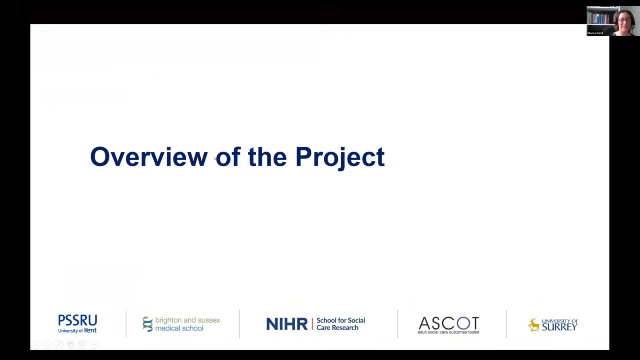 Overview of the Project
PSSRU
University of Kent
brighton and sussex
medical school
NIHR | School for Social
Care Research
ASCOT
adult social care outcomes toolkit
UNIVERSITY OF
SURREY